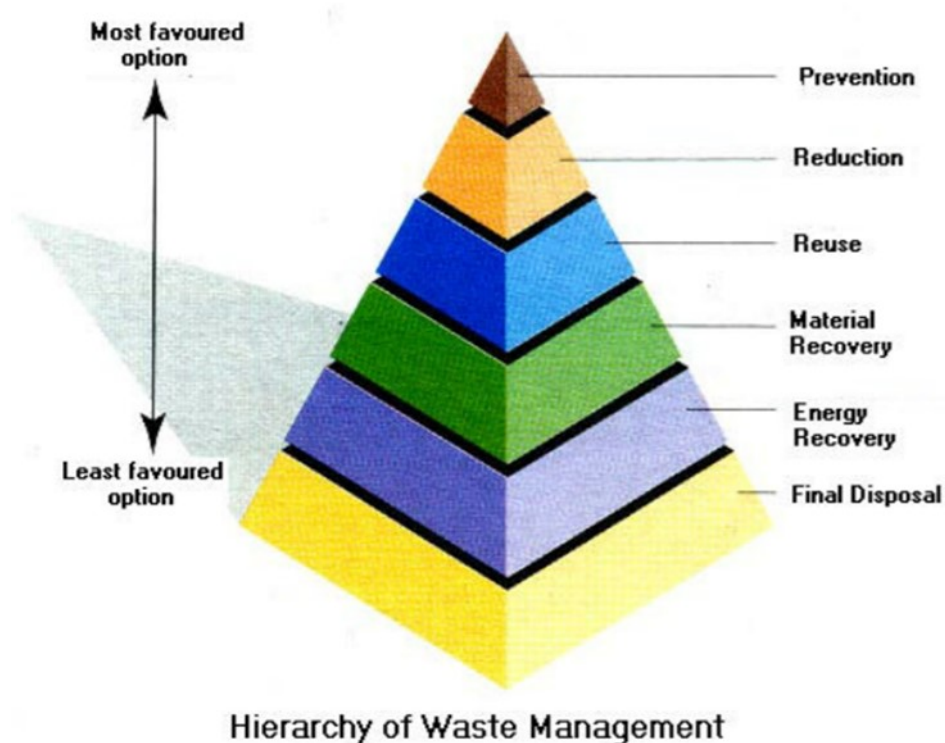 Most favoured
option
Prevention
Reduction
Reuse
Material
Recovery
Energy
Recovery
Least favoured
option
Final Disposal
Hierarchy of Waste Management